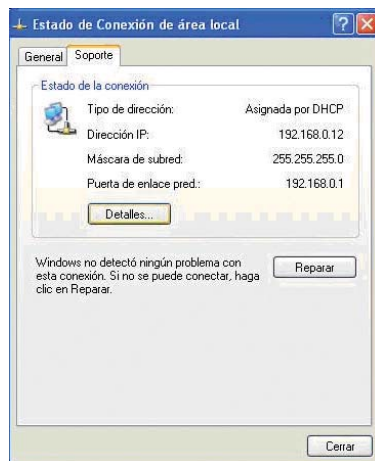 Estado de Conexión de área local
General Soporte
Estado de la conexión
Tipo de dirección: Asignada por DHCP
Dirección IP: 192.168.0.12
Máscara de subred: 255.255.255.0
Puerta de enlace pred.: 192.168.0.1
Detalles...
Windows no detectó ningún problema con
esta conexión. Si no se puede conectar, haga
clic en Reparar.
Reparar
Cerrar